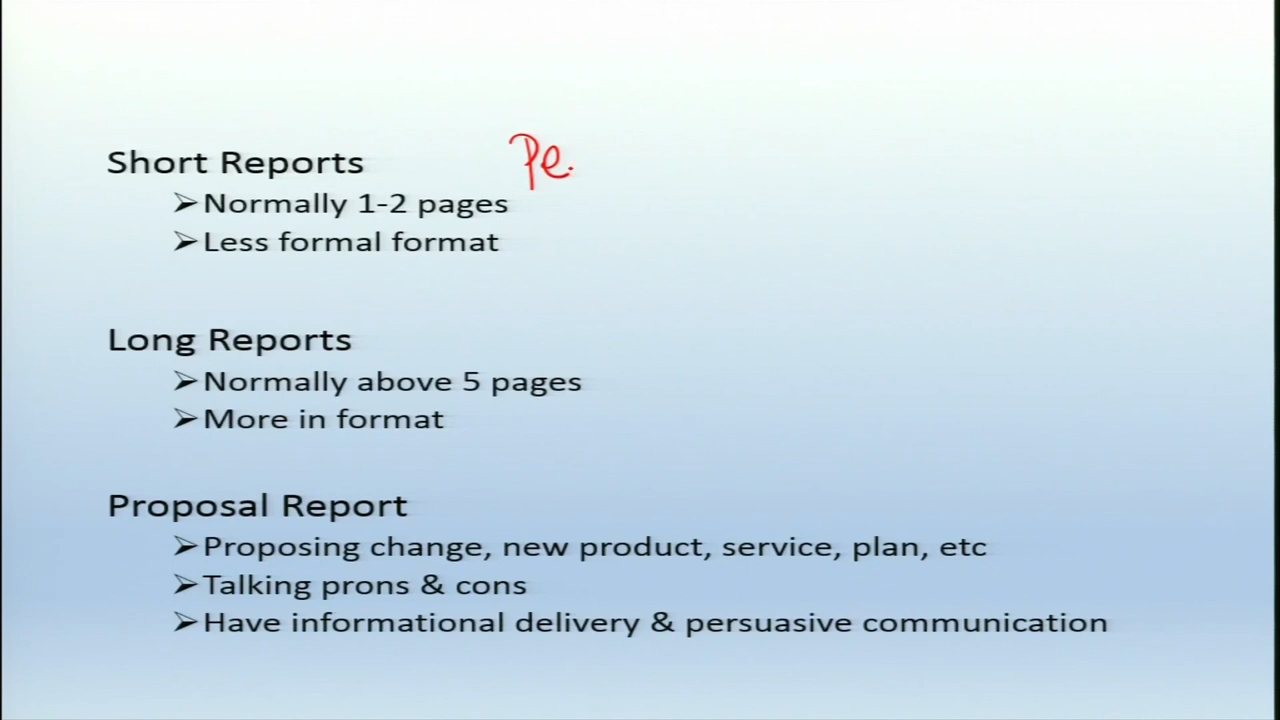 Short Reports Pe.
➢Normally 1-2 pages
➢Less formal format
Long Reports
➢Normally above 5 pages
➢More in format
Proposal Report
➢Proposing change, new product, service, plan, etc
➢Talking prons & cons
➢Have informational delivery & persuasive communication